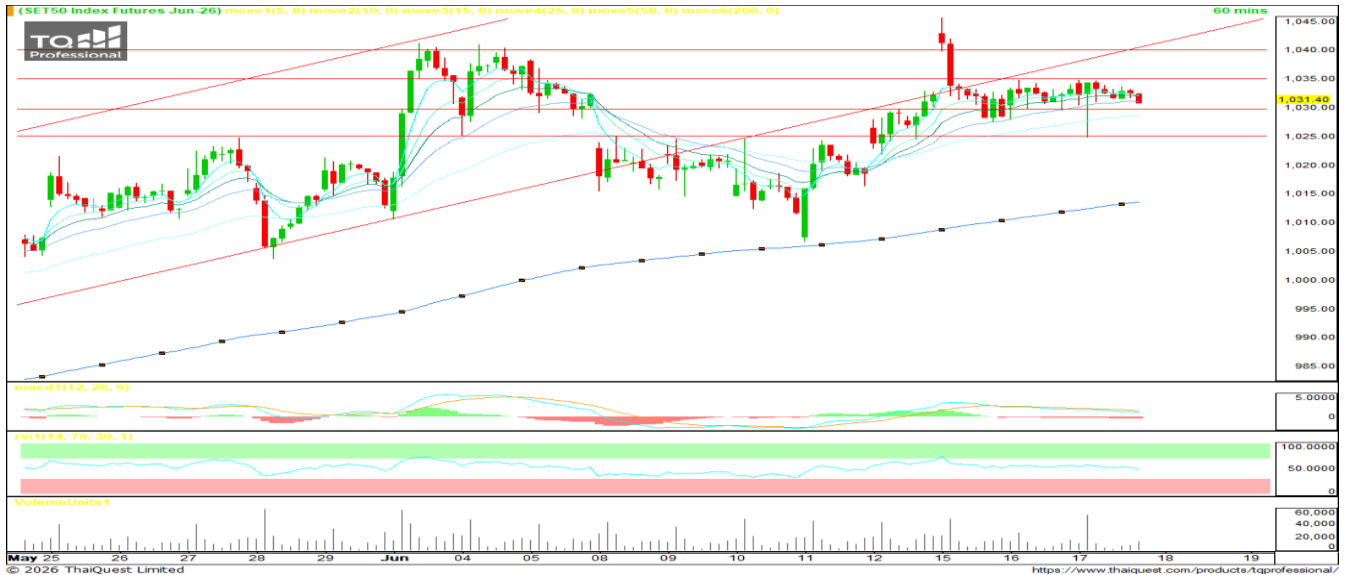 (SET50 Index Futures Jun-26) move1(5, 0) move2(10, 0) move3(15, 0) move4(25, 0) move5(50, 0) move6(200, 0) 60 mins
TQ
Professional
1,045.00
1,040.00
1,035.00
1,031.40
1,030.00
1,025.00
1,020.00
1,015.00
1,010.00
1,005.00
1,000.00
995.00
990.00
985.00
macd1(12, 26, 9)
5.0000
0
rsi1(14, 70, 30, 1)
100.0000
50.0000
0
VolumeUnits1
60,000
40,000
20,000
0
May 25 26 27 28 29 Jun 04 05 08 09 10 11 12 15 16 17 18 19
© 2026 ThaiQuest Limited https://www.thaiquest.com/products/tqprofessional/